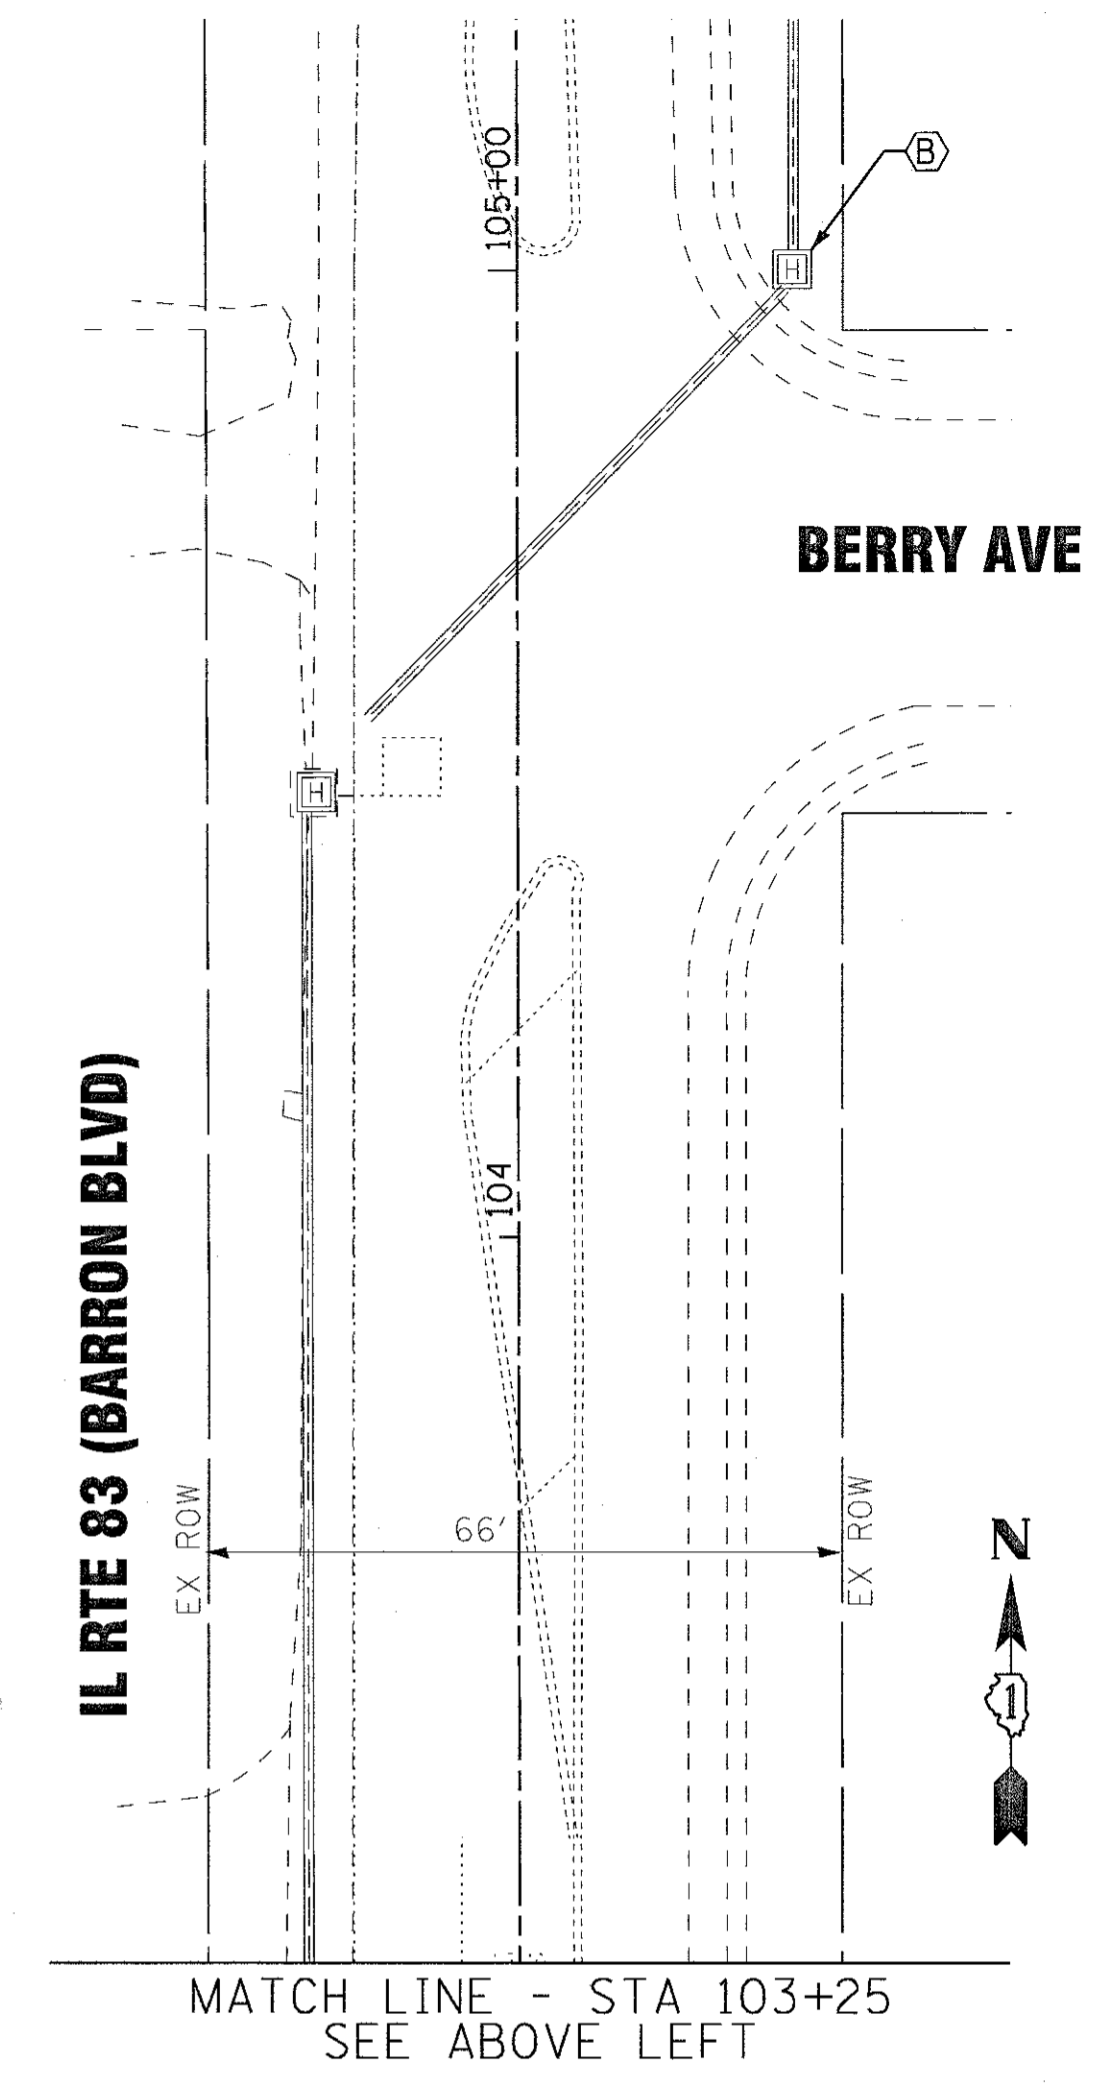 105+00
B
H
BERRY AVE
H
IL RTE 83 (BARRON BLVD)
104
EX ROW
66'
EX ROW
N
1
MATCH LINE - STA 103+25
SEE ABOVE LEFT